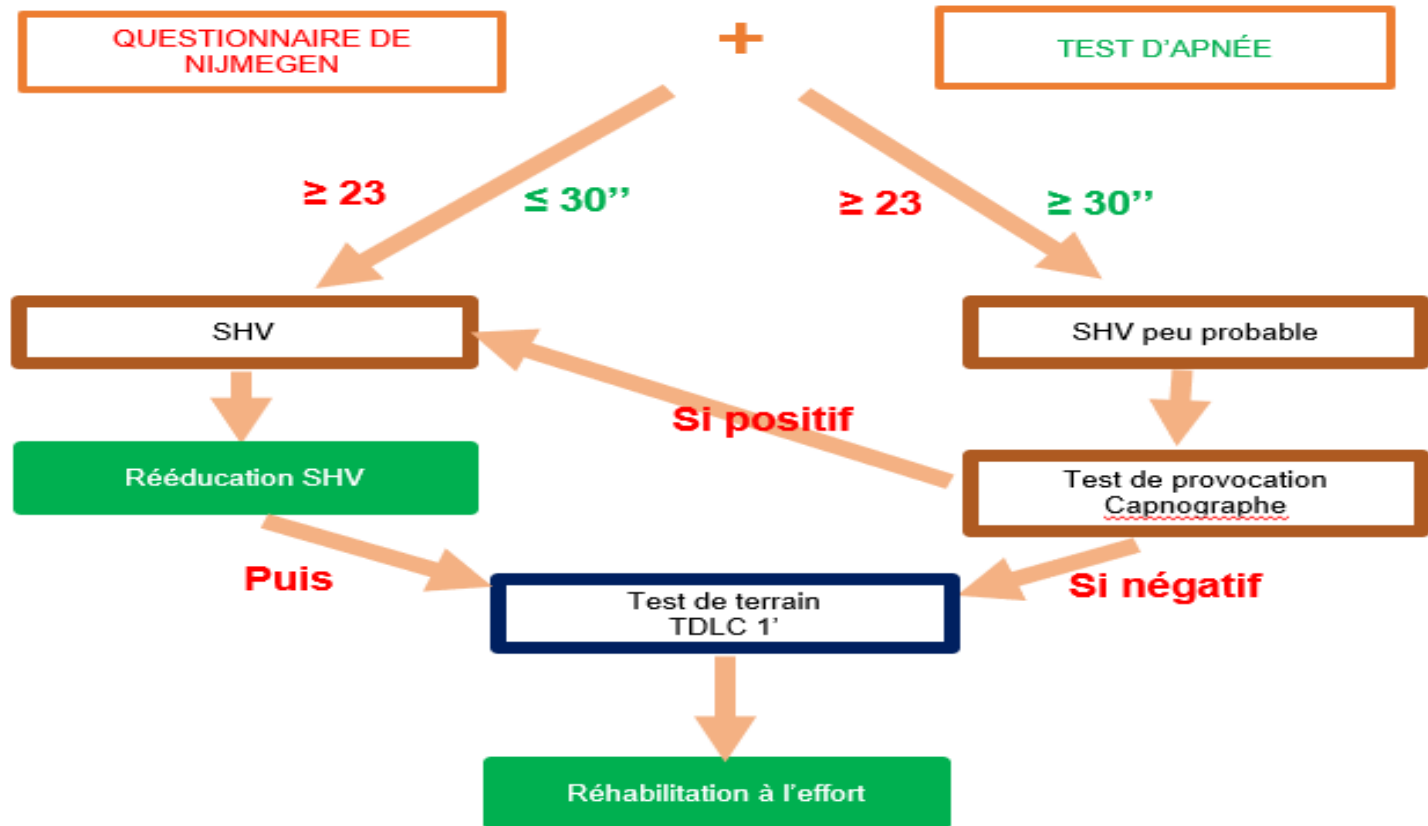 QUESTIONNAIRE DE
NIJMEGEN
+
TEST D'APNÉE
≥ 23
≤ 30’’
≥ 23
≥ 30’’
SHV
SHV peu probable
Si positif
Rééducation SHV
Test de provocation
Capnographe
Puis
Si négatif
Test de terrain
TDLC 1’
Réhabilitation à l’effort